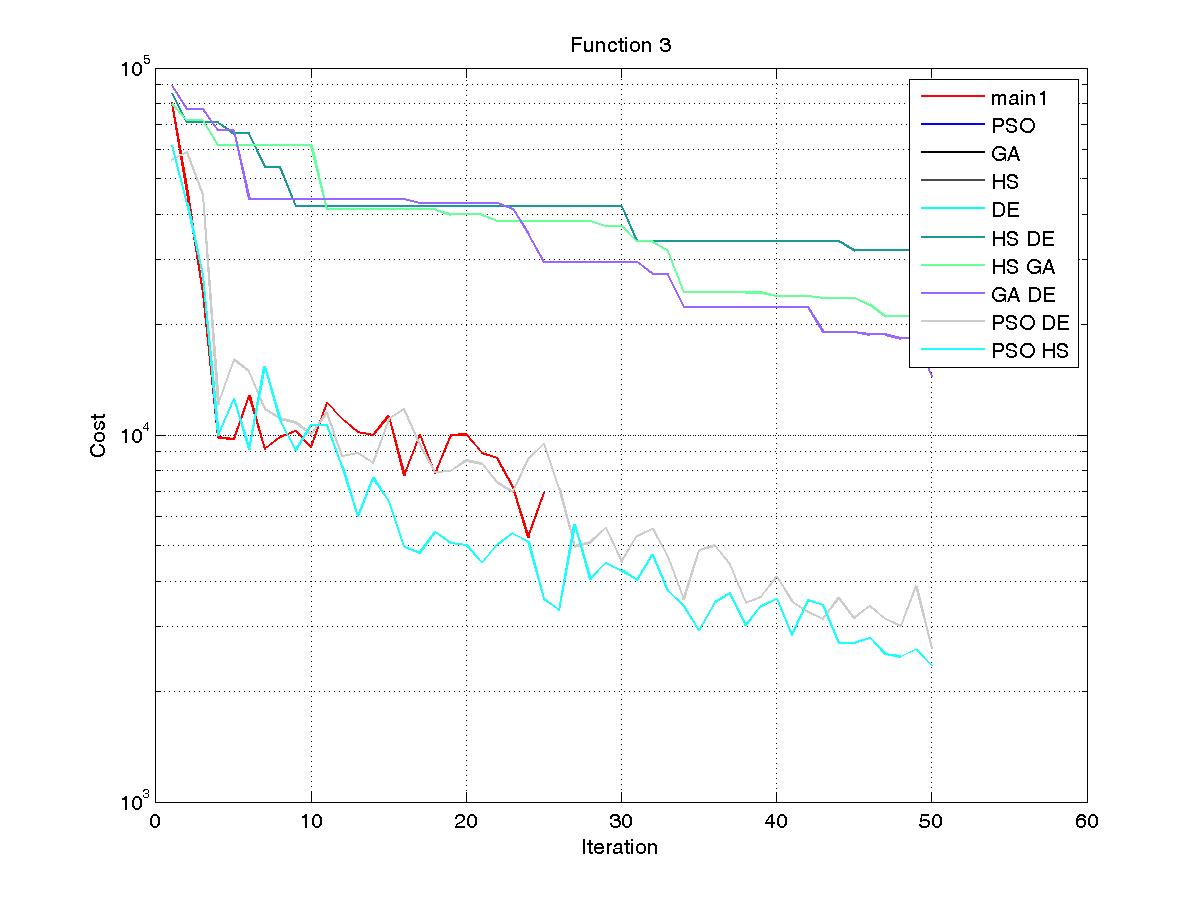 Function 3
10^5
10^4
10^3
Cost
main1
PSO
GA
HS
DE
HS DE
HS GA
GA DE
PSO DE
PSO HS
0 10 20 30 40 50 60
Iteration